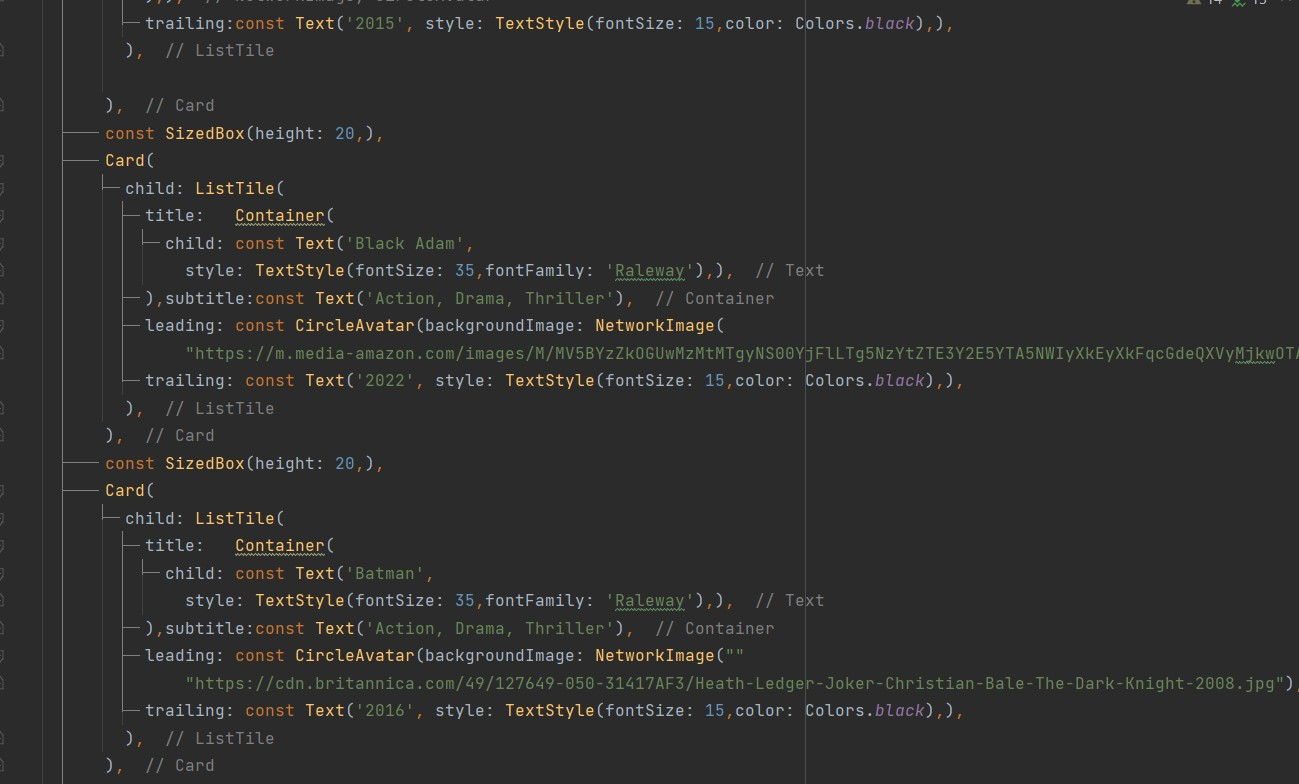 trailing:const Text('2015', style: TextStyle(fontSize: 15,color: Colors.black),),
),  // ListTile
),  // Card
const SizedBox(height: 20,),
Card(
child: ListTile(
title:   Container(
child: const Text('Black Adam',
style: TextStyle(fontSize: 35,fontFamily: 'Raleway'),),  // Text
),subtitle:const Text('Action, Drama, Thriller'),  // Container
leading: const CircleAvatar(backgroundImage: NetworkImage(
"https://m.media-amazon.com/images/M/MV5BYzZkOGUwMzMtMTgyNS00YjFlLTg5NzYtZTE3Y2E5YTA5NWIyXkEyXkFqcGdeQXVyMjkwOTA
trailing: const Text('2022', style: TextStyle(fontSize: 15,color: Colors.black),),
),  // ListTile
),  // Card
const SizedBox(height: 20,),
Card(
child: ListTile(
title:   Container(
child: const Text('Batman',
style: TextStyle(fontSize: 35,fontFamily: 'Raleway'),),  // Text
),subtitle:const Text('Action, Drama, Thriller'),  // Container
leading: const CircleAvatar(backgroundImage: NetworkImage(""
"https://cdn.britannica.com/49/127649-050-31417AF3/Heath-Ledger-Joker-Christian-Bale-The-Dark-Knight-2008.jpg"),
trailing: const Text('2016', style: TextStyle(fontSize: 15,color: Colors.black),),
),  // ListTile
),  // Card